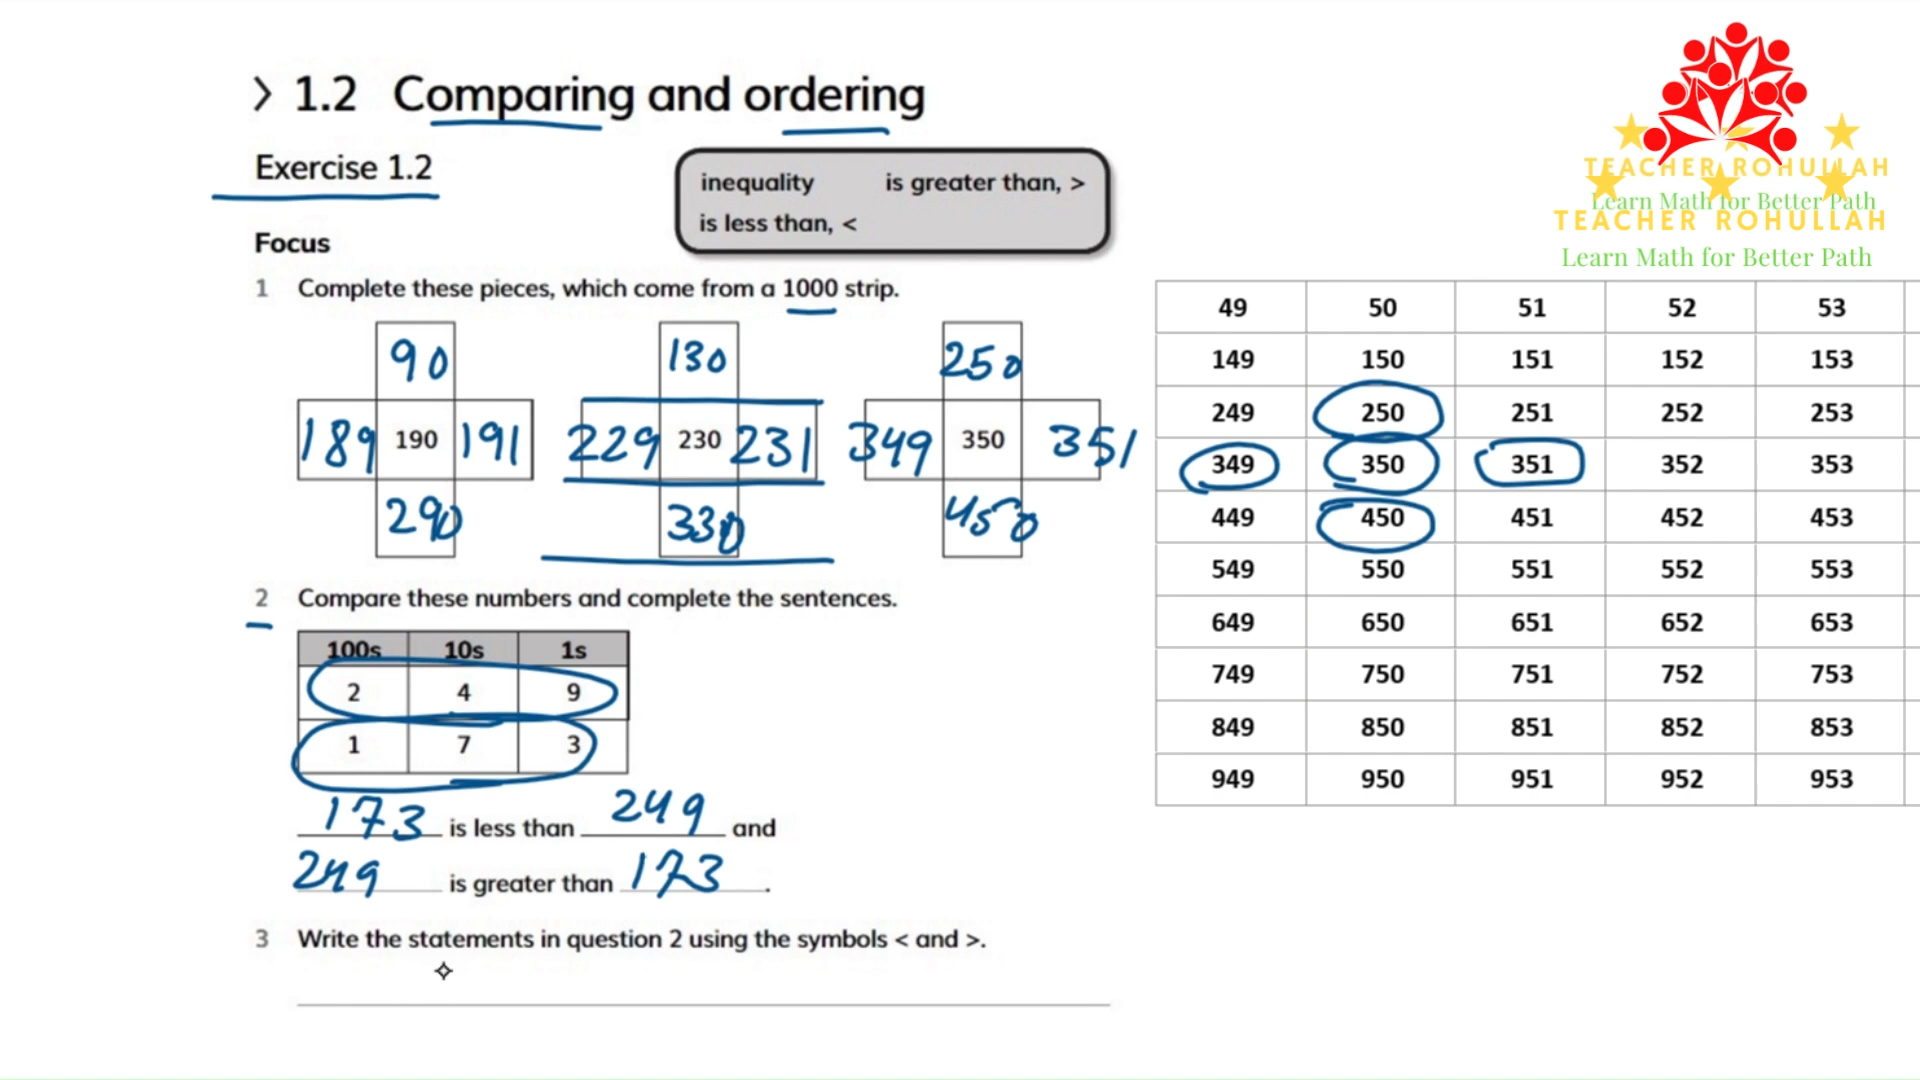 > 1.2 Comparing and ordering
Exercise 1.2
inequality is greater than, >
is less than, <
Focus
1 Complete these pieces, which come from a 1000 strip.
90 130 250
189 190 191 229 230 231 349 350 351
290 330 450
2 Compare these numbers and complete the sentences.
100s 10s 1s
2 4 9
1 7 3
173 is less than 249 and
249 is greater than 173.
3 Write the statements in question 2 using the symbols < and >.
TEACHER ROHULLAH
Learn Math for Better Path
TEACHER ROHULLAH
Learn Math for Better Path
49 50 51 52 53
149 150 151 152 153
249 250 251 252 253
349 350 351 352 353
449 450 451 452 453
549 550 551 552 553
649 650 651 652 653
749 750 751 752 753
849 850 851 852 853
949 950 951 952 953